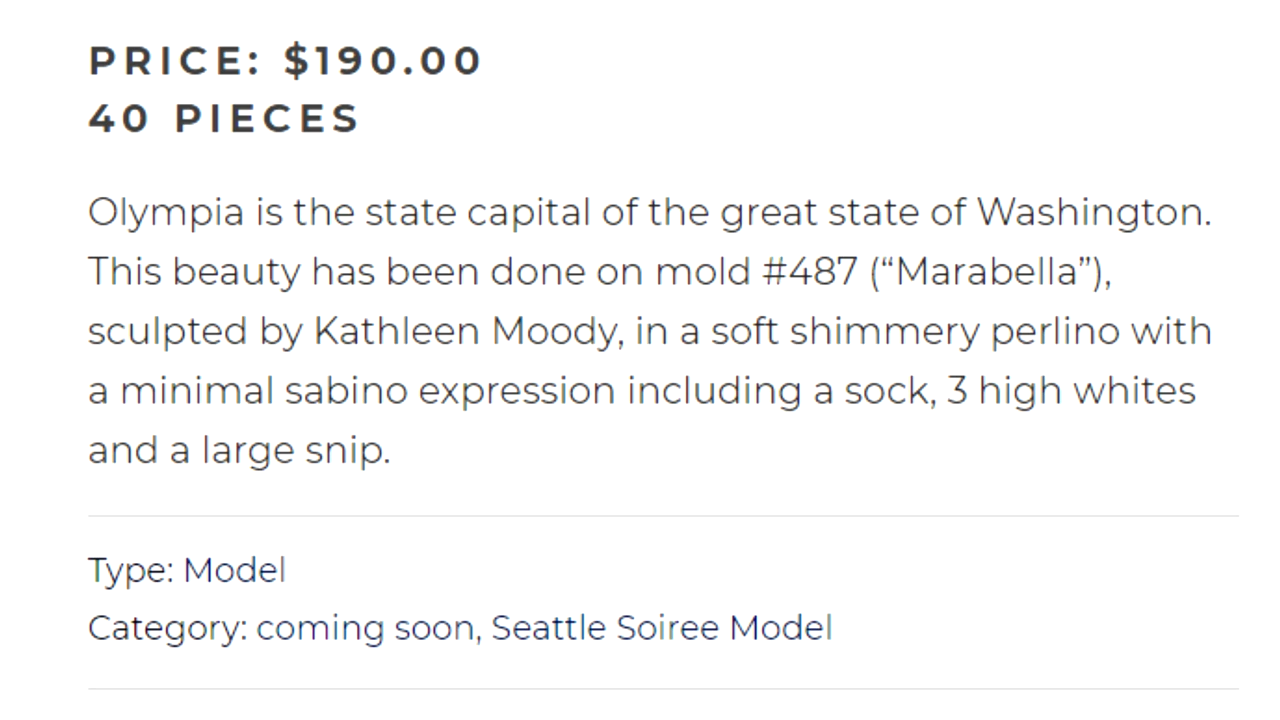 PRICE: $190.00
40 PIECES
Olympia is the state capital of the great state of Washington.
This beauty has been done on mold #487 (“Marabella”),
sculpted by Kathleen Moody, in a soft shimmery perlino with
a minimal sabino expression including a sock, 3 high whites
and a large snip.
Type: Model
Category: coming soon, Seattle Soiree Model